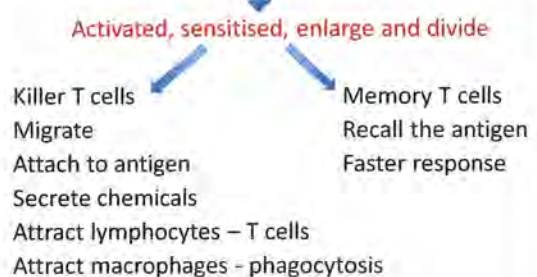 Activated, sensitised, enlarge and divide
Killer T cells
Migrate
Attach to antigen
Secrete chemicals
Attract lymphocytes – T cells
Attract macrophages - phagocytosis
Memory T cells
Recall the antigen
Faster response